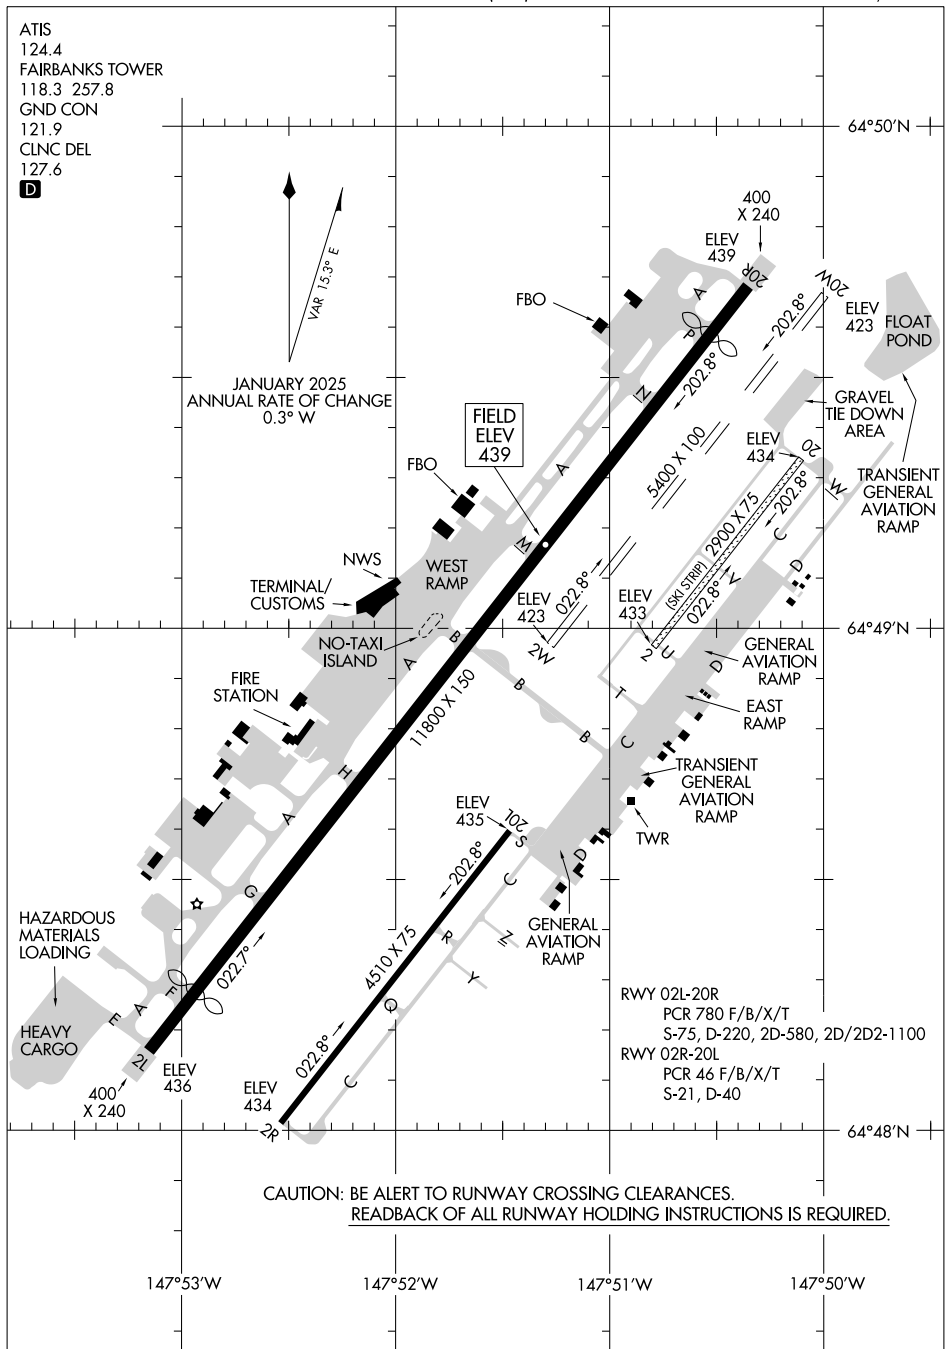 ATIS
124.4
FAIRBANKS TOWER
118.3 257.8
GND CON
121.9
CLNC DEL
127.6
D
64°50'N
VAR 15.3° E
JANUARY 2025
ANNUAL RATE OF CHANGE
0.3° W
400
X 240
ELEV
439
20R
A
P
FBO
202.8°
20W
202.8°
ELEV
423
FLOAT
POND
GRAVEL
TIE DOWN
AREA
N
FIELD
ELEV
439
A
5400 X 100
ELEV
434
20
202.8°
W
TRANSIENT
GENERAL
AVIATION
RAMP
FBO
M
WEST
RAMP
2900 X 75
(SKI STRIP)
022.8°
V
C
D
NWS
TERMINAL/
CUSTOMS
022.8°
ELEV
423
2W
ELEV
433
2
U
64°49'N
NO-TAXI
ISLAND
B
A
B
B
T
C
D
GENERAL
AVIATION
RAMP
EAST
RAMP
FIRE
STATION
11800 X 150
H
A
TRANSIENT
GENERAL
AVIATION
RAMP
TWR
ELEV
435
20L
S
202.8°
C
D
GENERAL
AVIATION
RAMP
G
HAZARDOUS
MATERIALS
LOADING
022.7°
4510 X 75
R
Z
Y
Q
F
A
E
HEAVY
CARGO
2L
ELEV
436
400
X 240
022.8°
C
ELEV
434
2R
RWY 02L-20R
PCR 780 F/B/X/T
S-75, D-220, 2D-580, 2D/2D2-1100
RWY 02R-20L
PCR 46 F/B/X/T
S-21, D-40
64°48'N
CAUTION: BE ALERT TO RUNWAY CROSSING CLEARANCES.
READBACK OF ALL RUNWAY HOLDING INSTRUCTIONS IS REQUIRED.
147°53'W
147°52'W
147°51'W
147°50'W